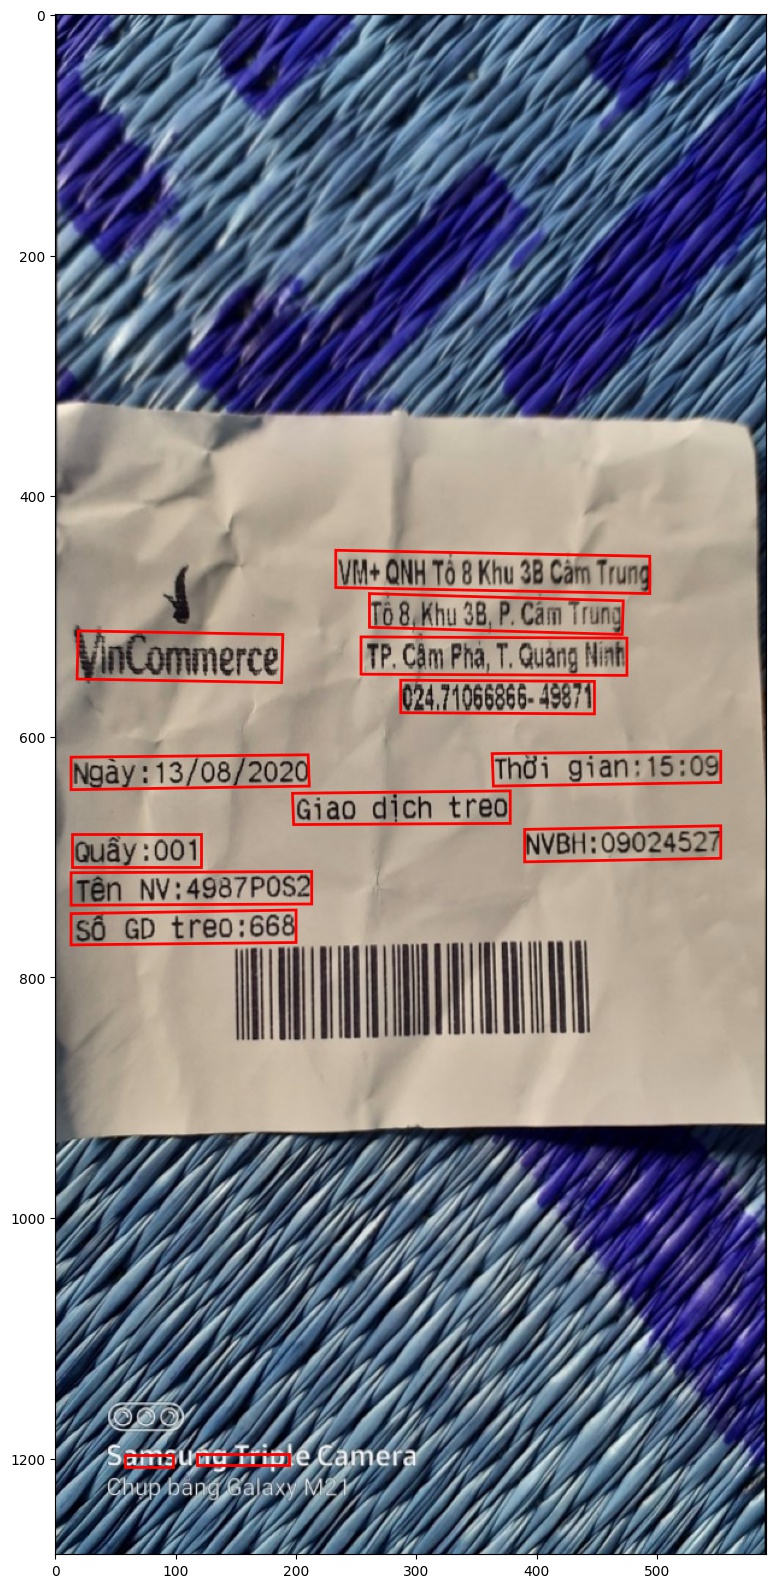 VM+ QNH Tổ 8 Khu 3B Cẩm Trung
Tổ 8, Khu 3B, P. Cẩm Trung
VinCommerce
TP. Cẩm Phả, T. Quảng Ninh
024.71066866- 49871
Ngày:13/08/2020 Thời gian:15:09
Giao dịch treo
Quầy:001 NVBH:09024527
Tên NV:4987POS2
Số GD treo:668
Samsung Triple Camera
Chụp bằng Galaxy M21
0
200
400
600
800
1000
1200
0 100 200 300 400 500